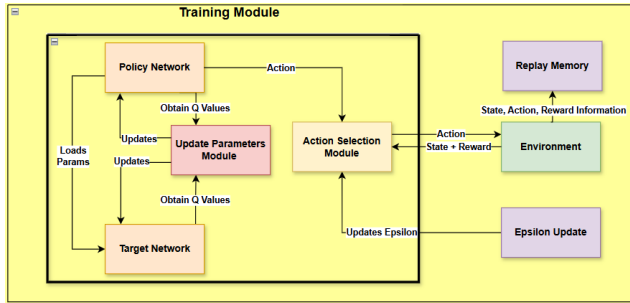 Training Module
Policy Network
Action
Replay Memory
Obtain Q Values
State, Action, Reward Information
Updates
Update Parameters
Module
Action Selection
Module
Action
State + Reward
Environment
Loads
Params
Updates
Obtain Q Values
Target Network
Updates Epsilon
Epsilon Update